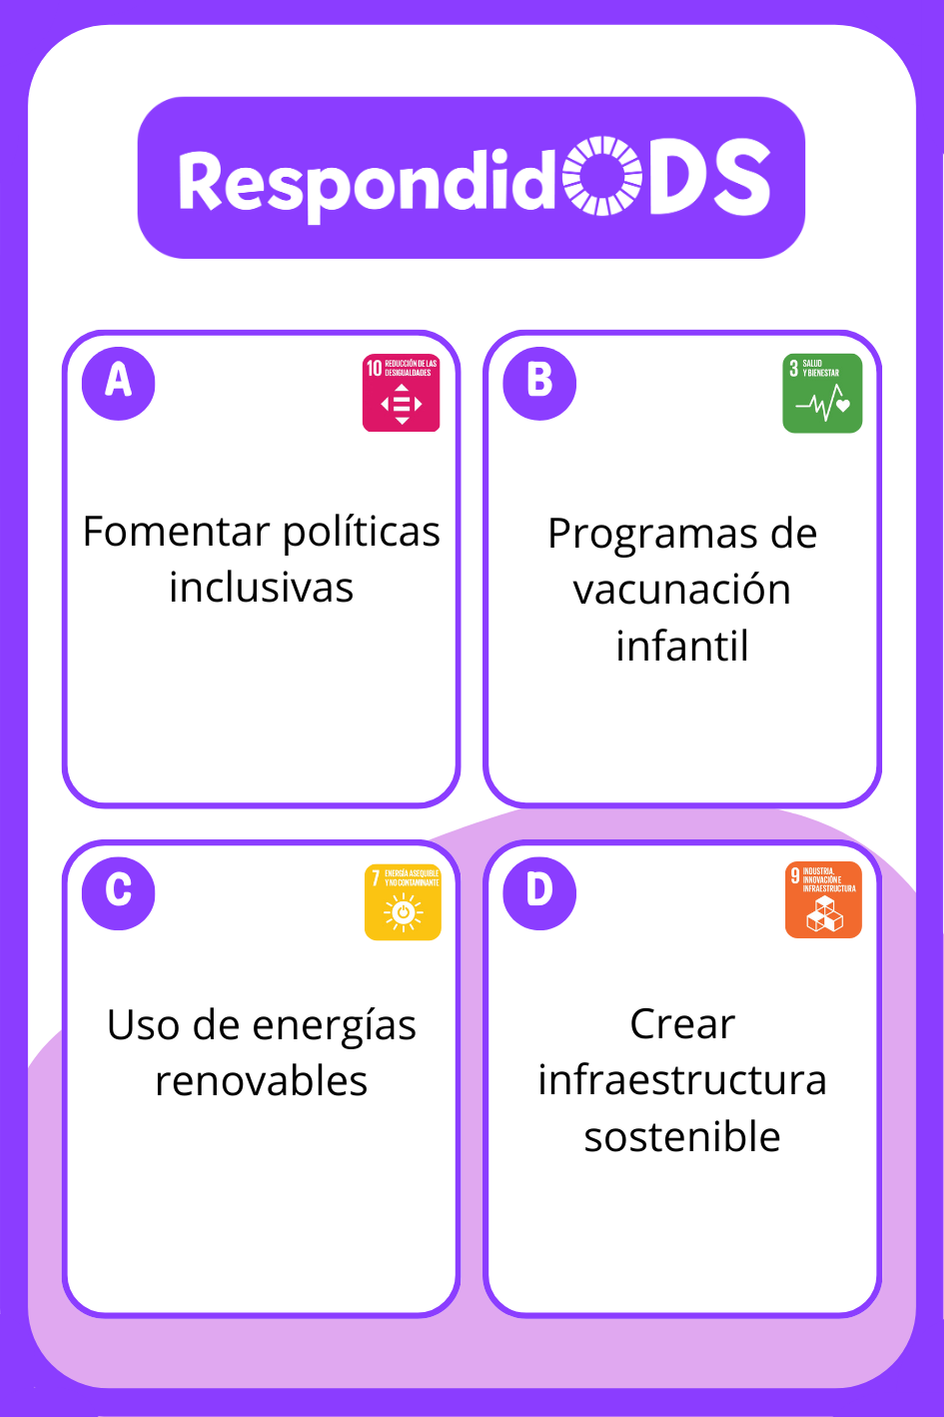 RespondidODS
A
10 REDUCCIÓN DE LAS
DESIGUALDADES
Fomentar políticas
inclusivas
B
3 SALUD
Y BIENESTAR
Programas de
vacunación
infantil
C
7 ENERGÍA ASEQUIBLE
Y NO CONTAMINANTE
Uso de energías
renovables
D
9 INDUSTRIA,
INNOVACIÓN E
INFRAESTRUCTURA
Crear
infraestructura
sostenible